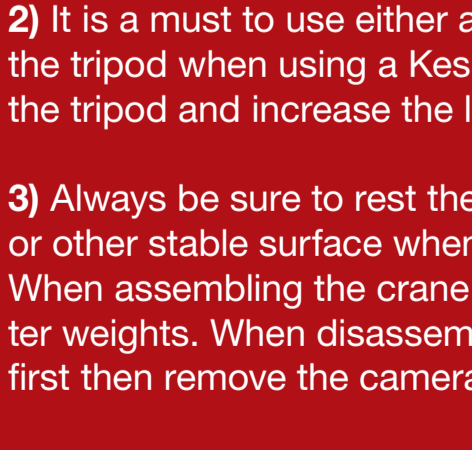 2) It is a must to use either a
the tripod when using a Kes
the tripod and increase the l
3) Always be sure to rest the
or other stable surface when
When assembling the crane
ter weights. When disassem
first then remove the camera